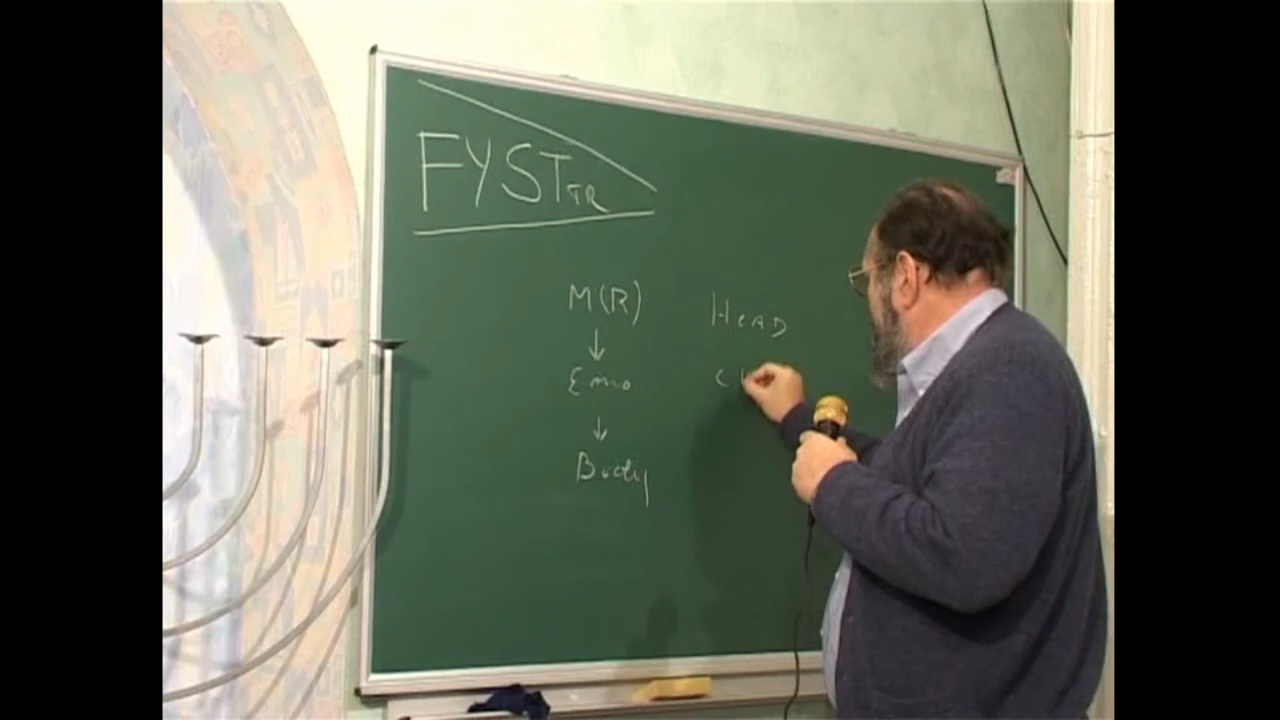 FYSTTR
M(R) HEAD
↓
Emo
↓
Body